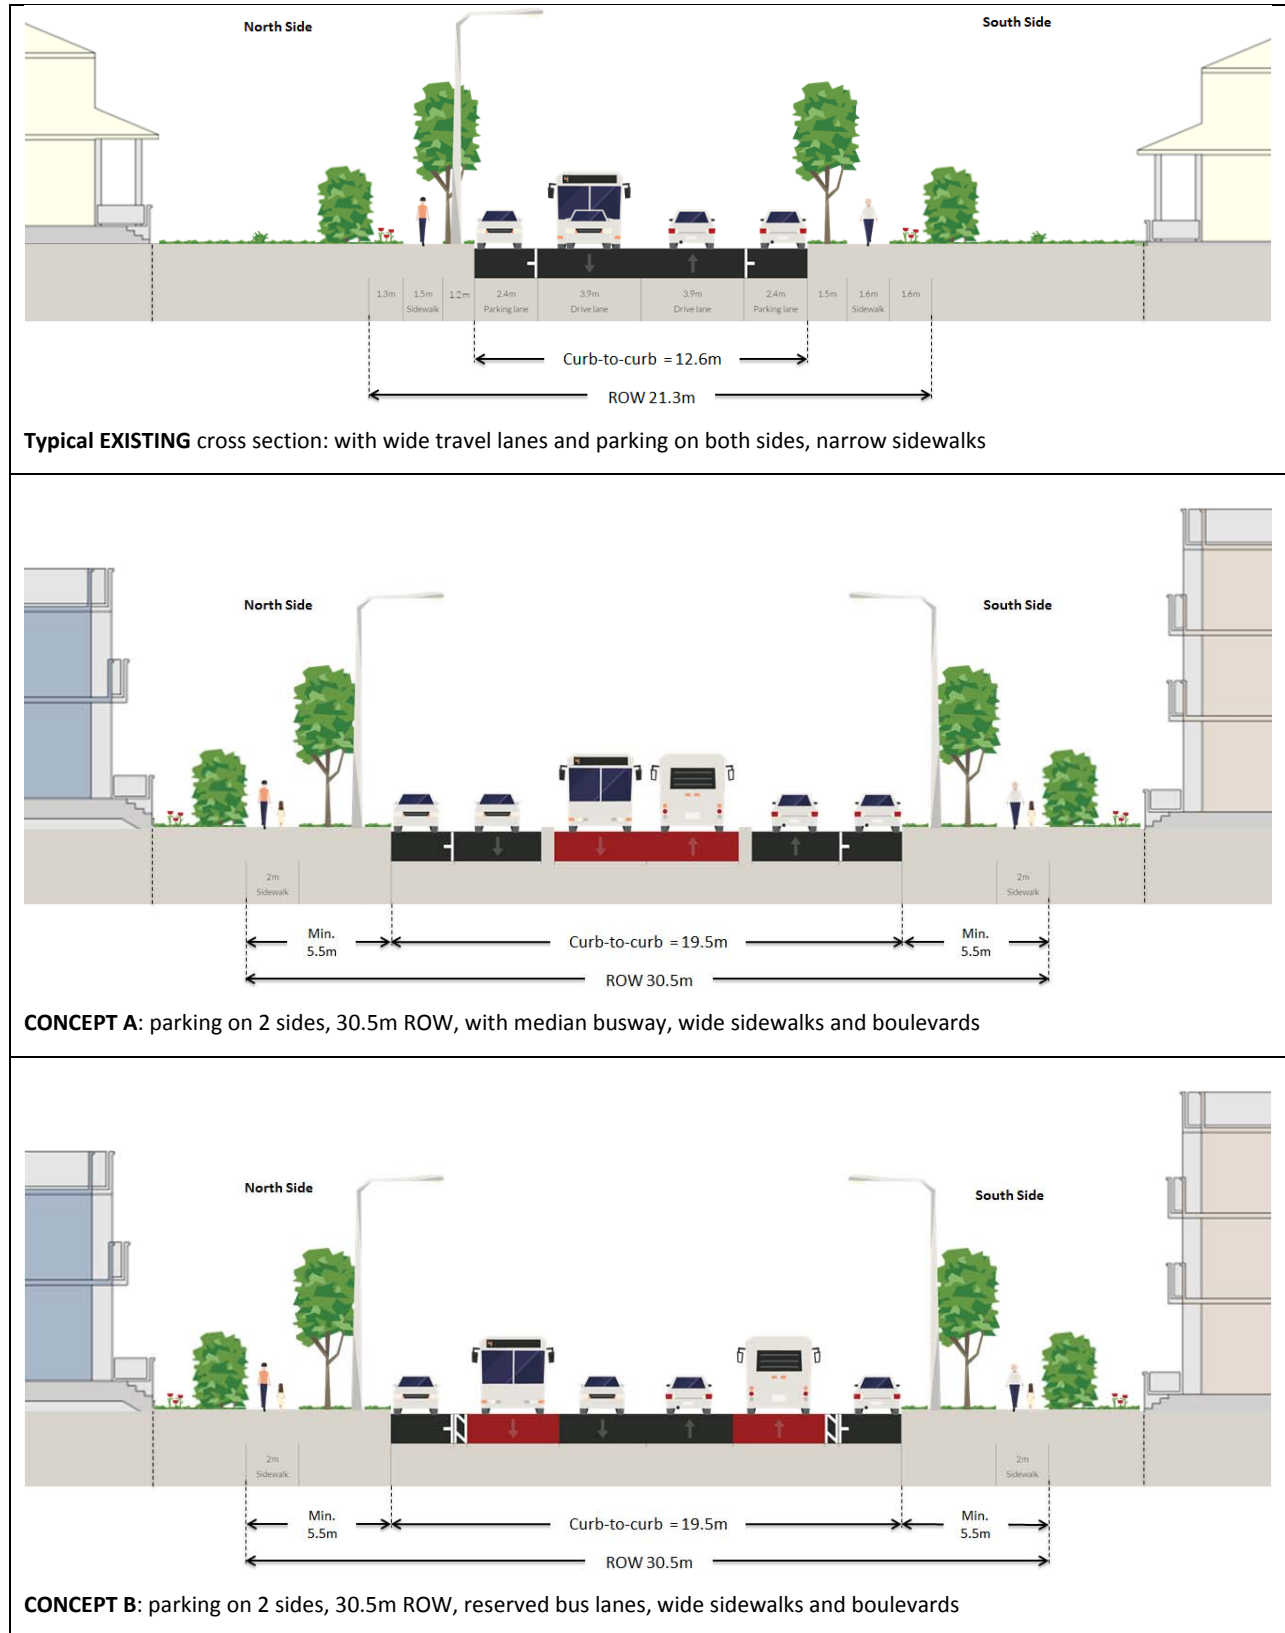 North Side
South Side
4
1.3m 1.5m 1.2m 2.4m 3.9m 3.9m 2.4m 1.5m 1.6m 1.6m
Sidewalk Parking lane Drive lane Drive lane Parking lane Sidewalk
Curb-to-curb = 12.6m
ROW 21.3m
Typical EXISTING cross section: with wide travel lanes and parking on both sides, narrow sidewalks
North Side
South Side
4
2m
Sidewalk
2m
Sidewalk
Min.
5.5m
Curb-to-curb = 19.5m
Min.
5.5m
ROW 30.5m
CONCEPT A: parking on 2 sides, 30.5m ROW, with median busway, wide sidewalks and boulevards
North Side
South Side
4
2m
Sidewalk
2m
Sidewalk
Min.
5.5m
Curb-to-curb = 19.5m
Min.
5.5m
ROW 30.5m
CONCEPT B: parking on 2 sides, 30.5m ROW, reserved bus lanes, wide sidewalks and boulevards